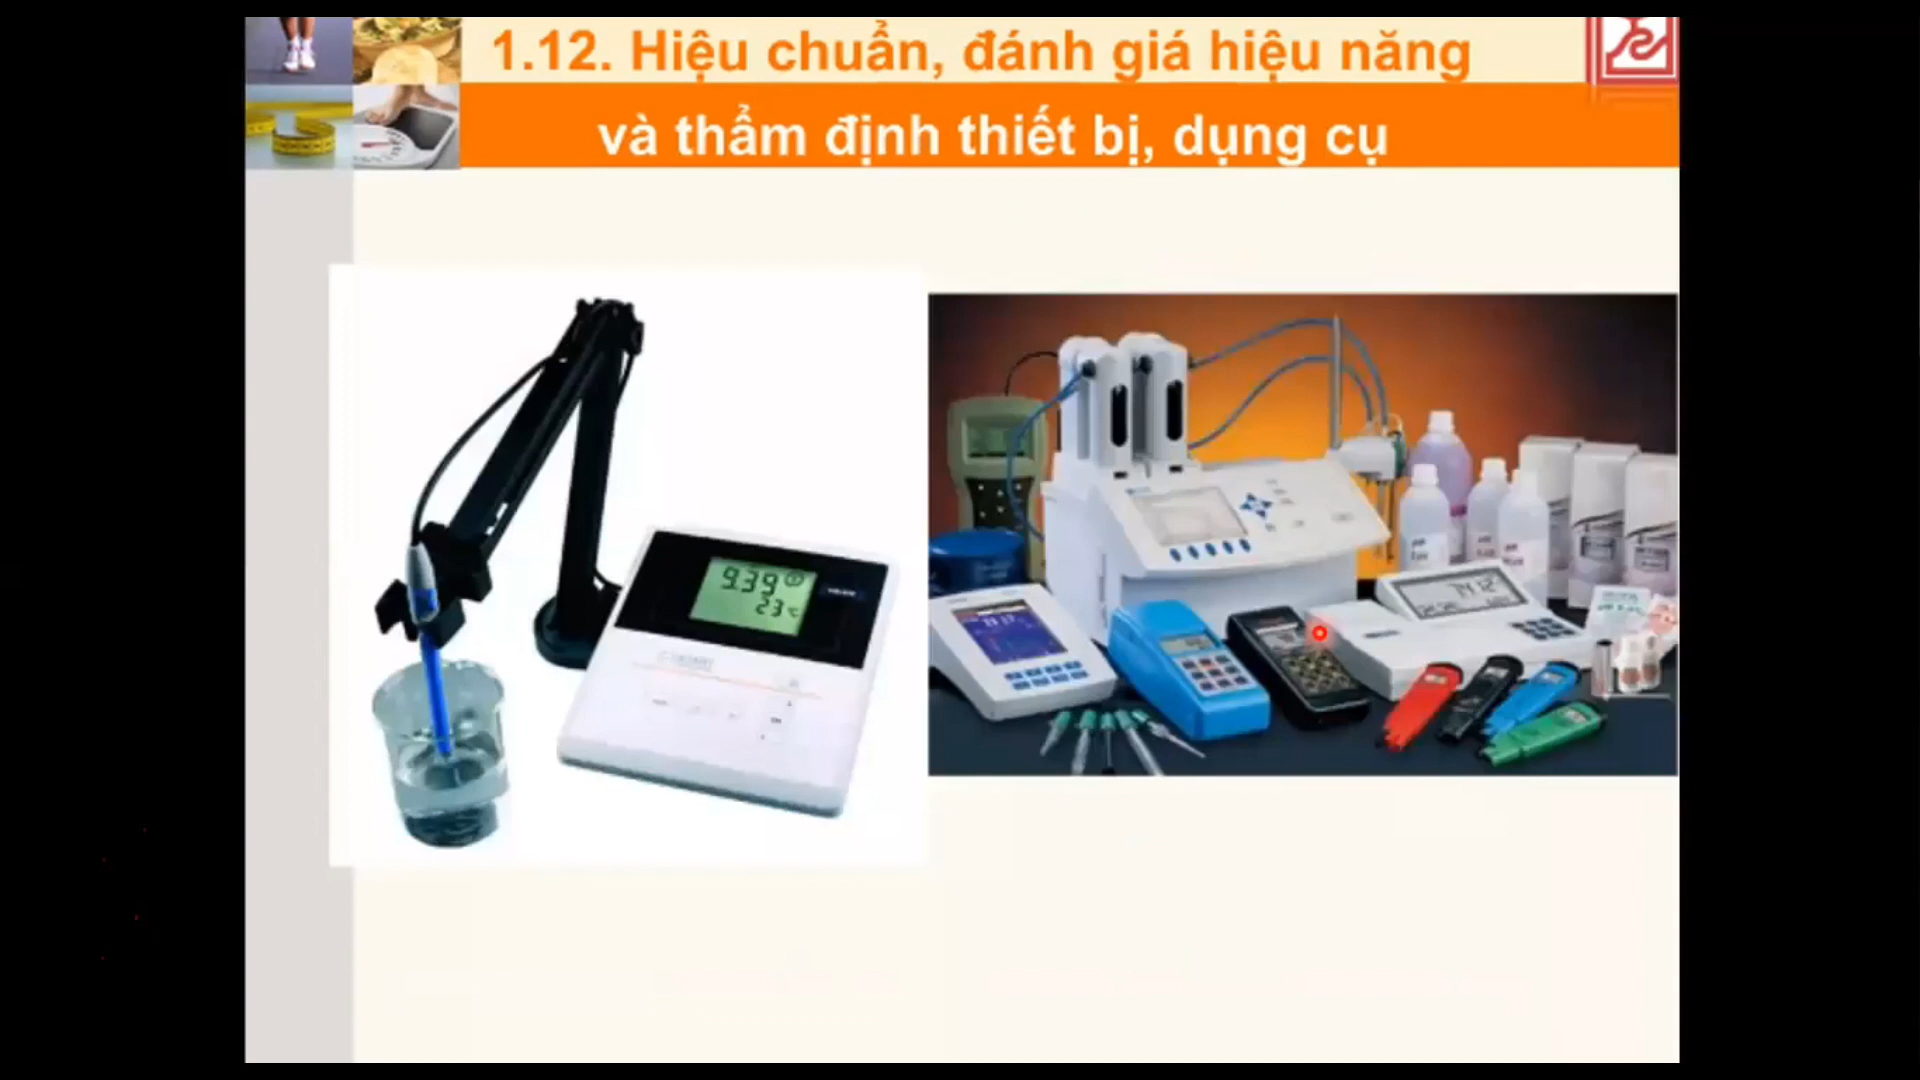 1.12. Hiệu chuẩn, đánh giá hiệu năng
và thẩm định thiết bị, dụng cụ
9.39
23 °C